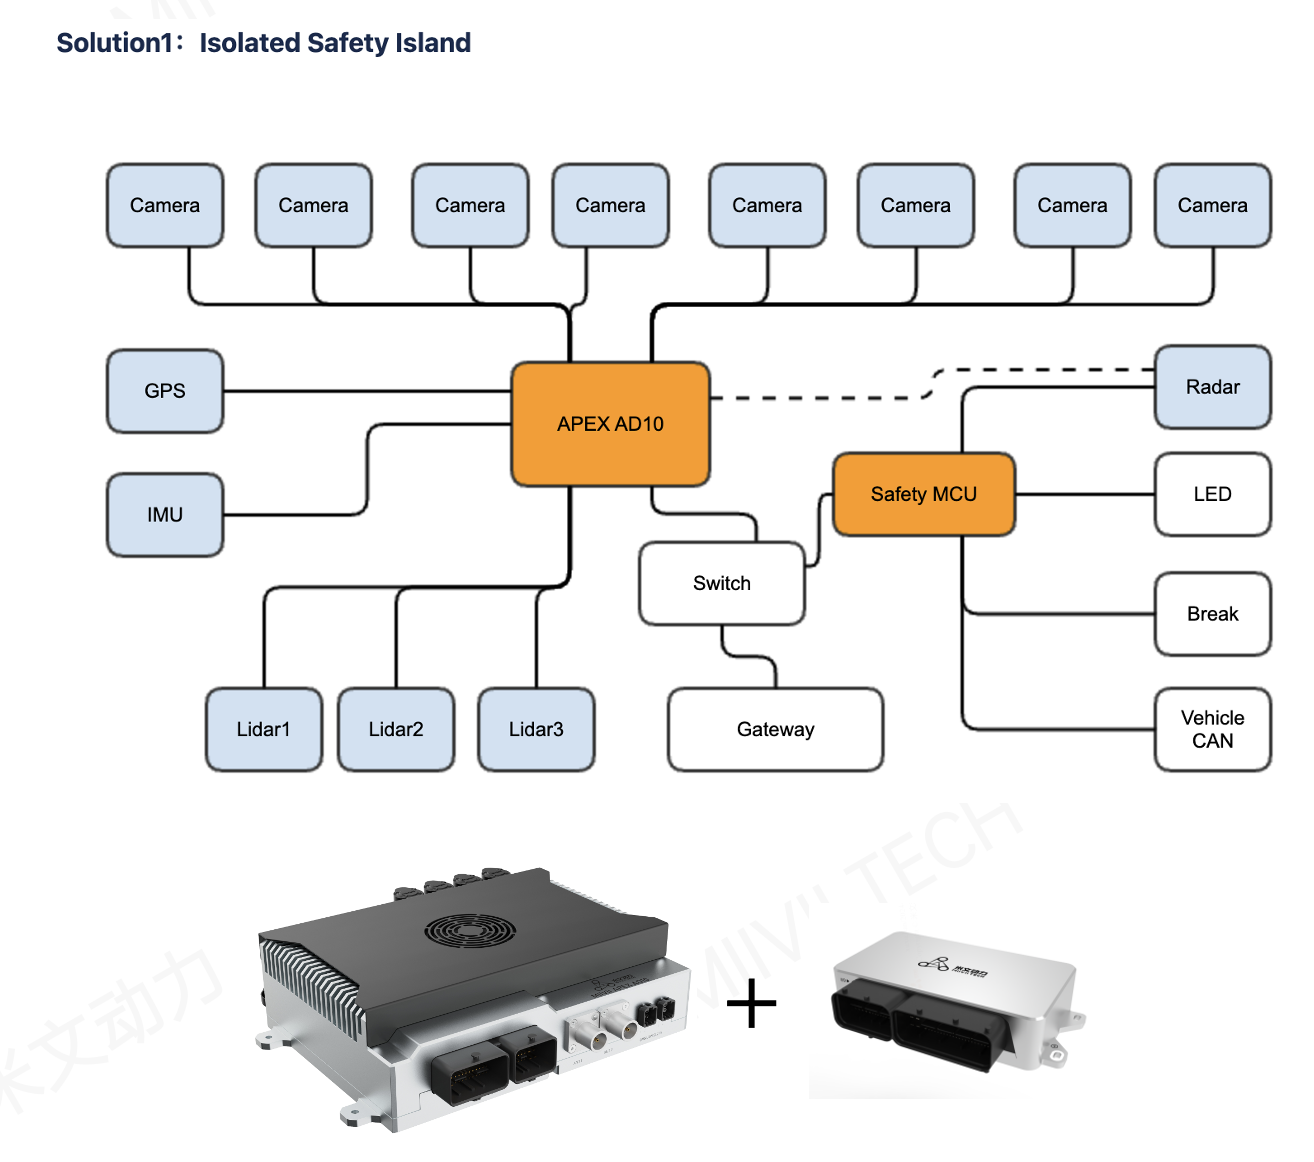 Solution1：Isolated Safety Island
Camera
Camera
Camera
Camera
Camera
Camera
Camera
Camera
GPS
APEX AD10
Radar
IMU
Safety MCU
LED
Switch
Break
Lidar1
Lidar2
Lidar3
Gateway
Vehicle
CAN
米文动力 MIIVII TECH